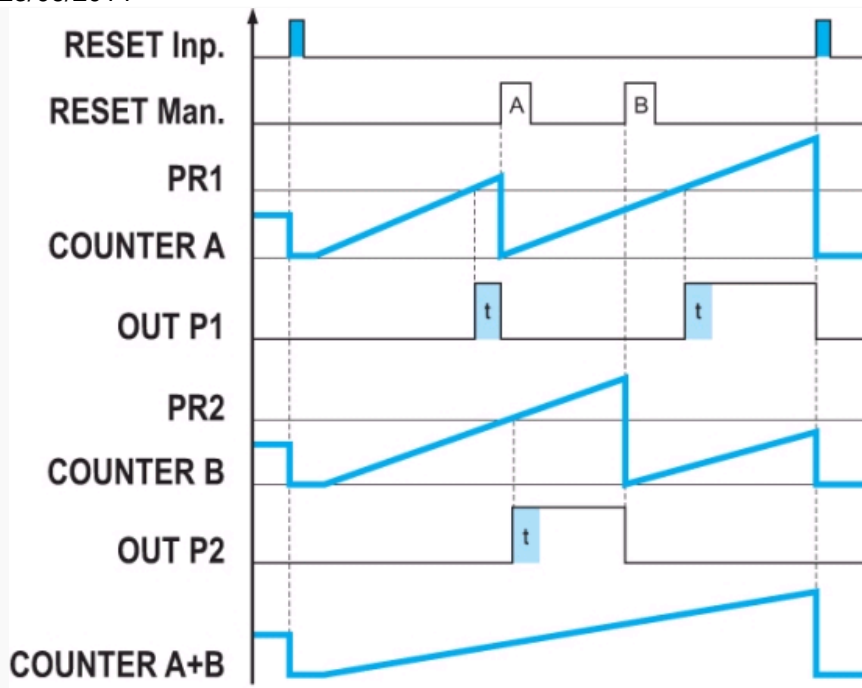 RESET Inp.
RESET Man.
A
B
PR1
COUNTER A
t
t
OUT P1
PR2
COUNTER B
t
OUT P2
COUNTER A+B